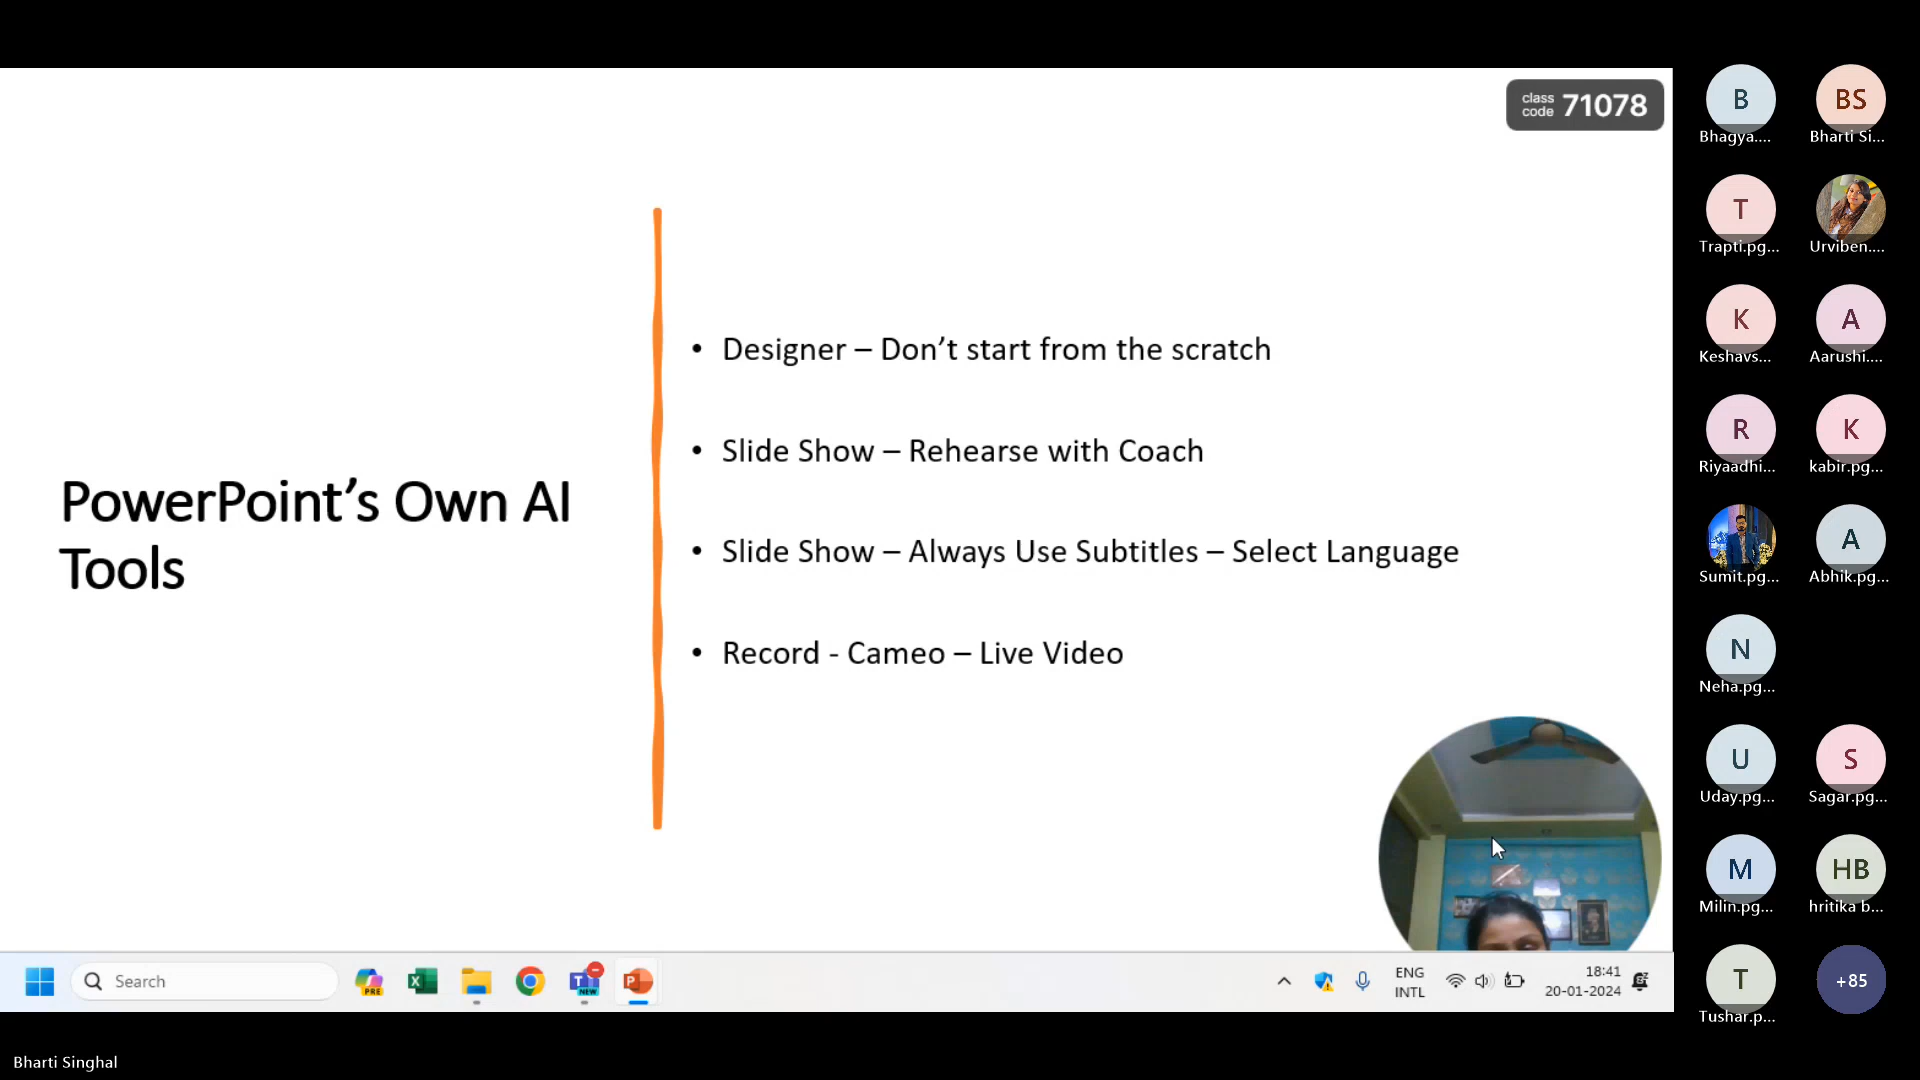 class
code 71078
PowerPoint’s Own AI
Tools
• Designer – Don’t start from the scratch
• Slide Show – Rehearse with Coach
• Slide Show – Always Use Subtitles – Select Language
• Record - Cameo – Live Video
B
Bhagya....
BS
Bharti Si...
T
Trapti.pg...
Urviben....
K
Keshavs...
A
Aarushi....
R
Riyaadhi...
K
kabir.pg...
Sumit.pg...
A
Abhik.pg...
N
Neha.pg...
U
Uday.pg...
S
Sagar.pg...
M
Milin.pg...
HB
hritika b...
T
Tushar.p...
+85
Search
PRE
NEW
ENG
INTL
18:41
20-01-2024
Bharti Singhal